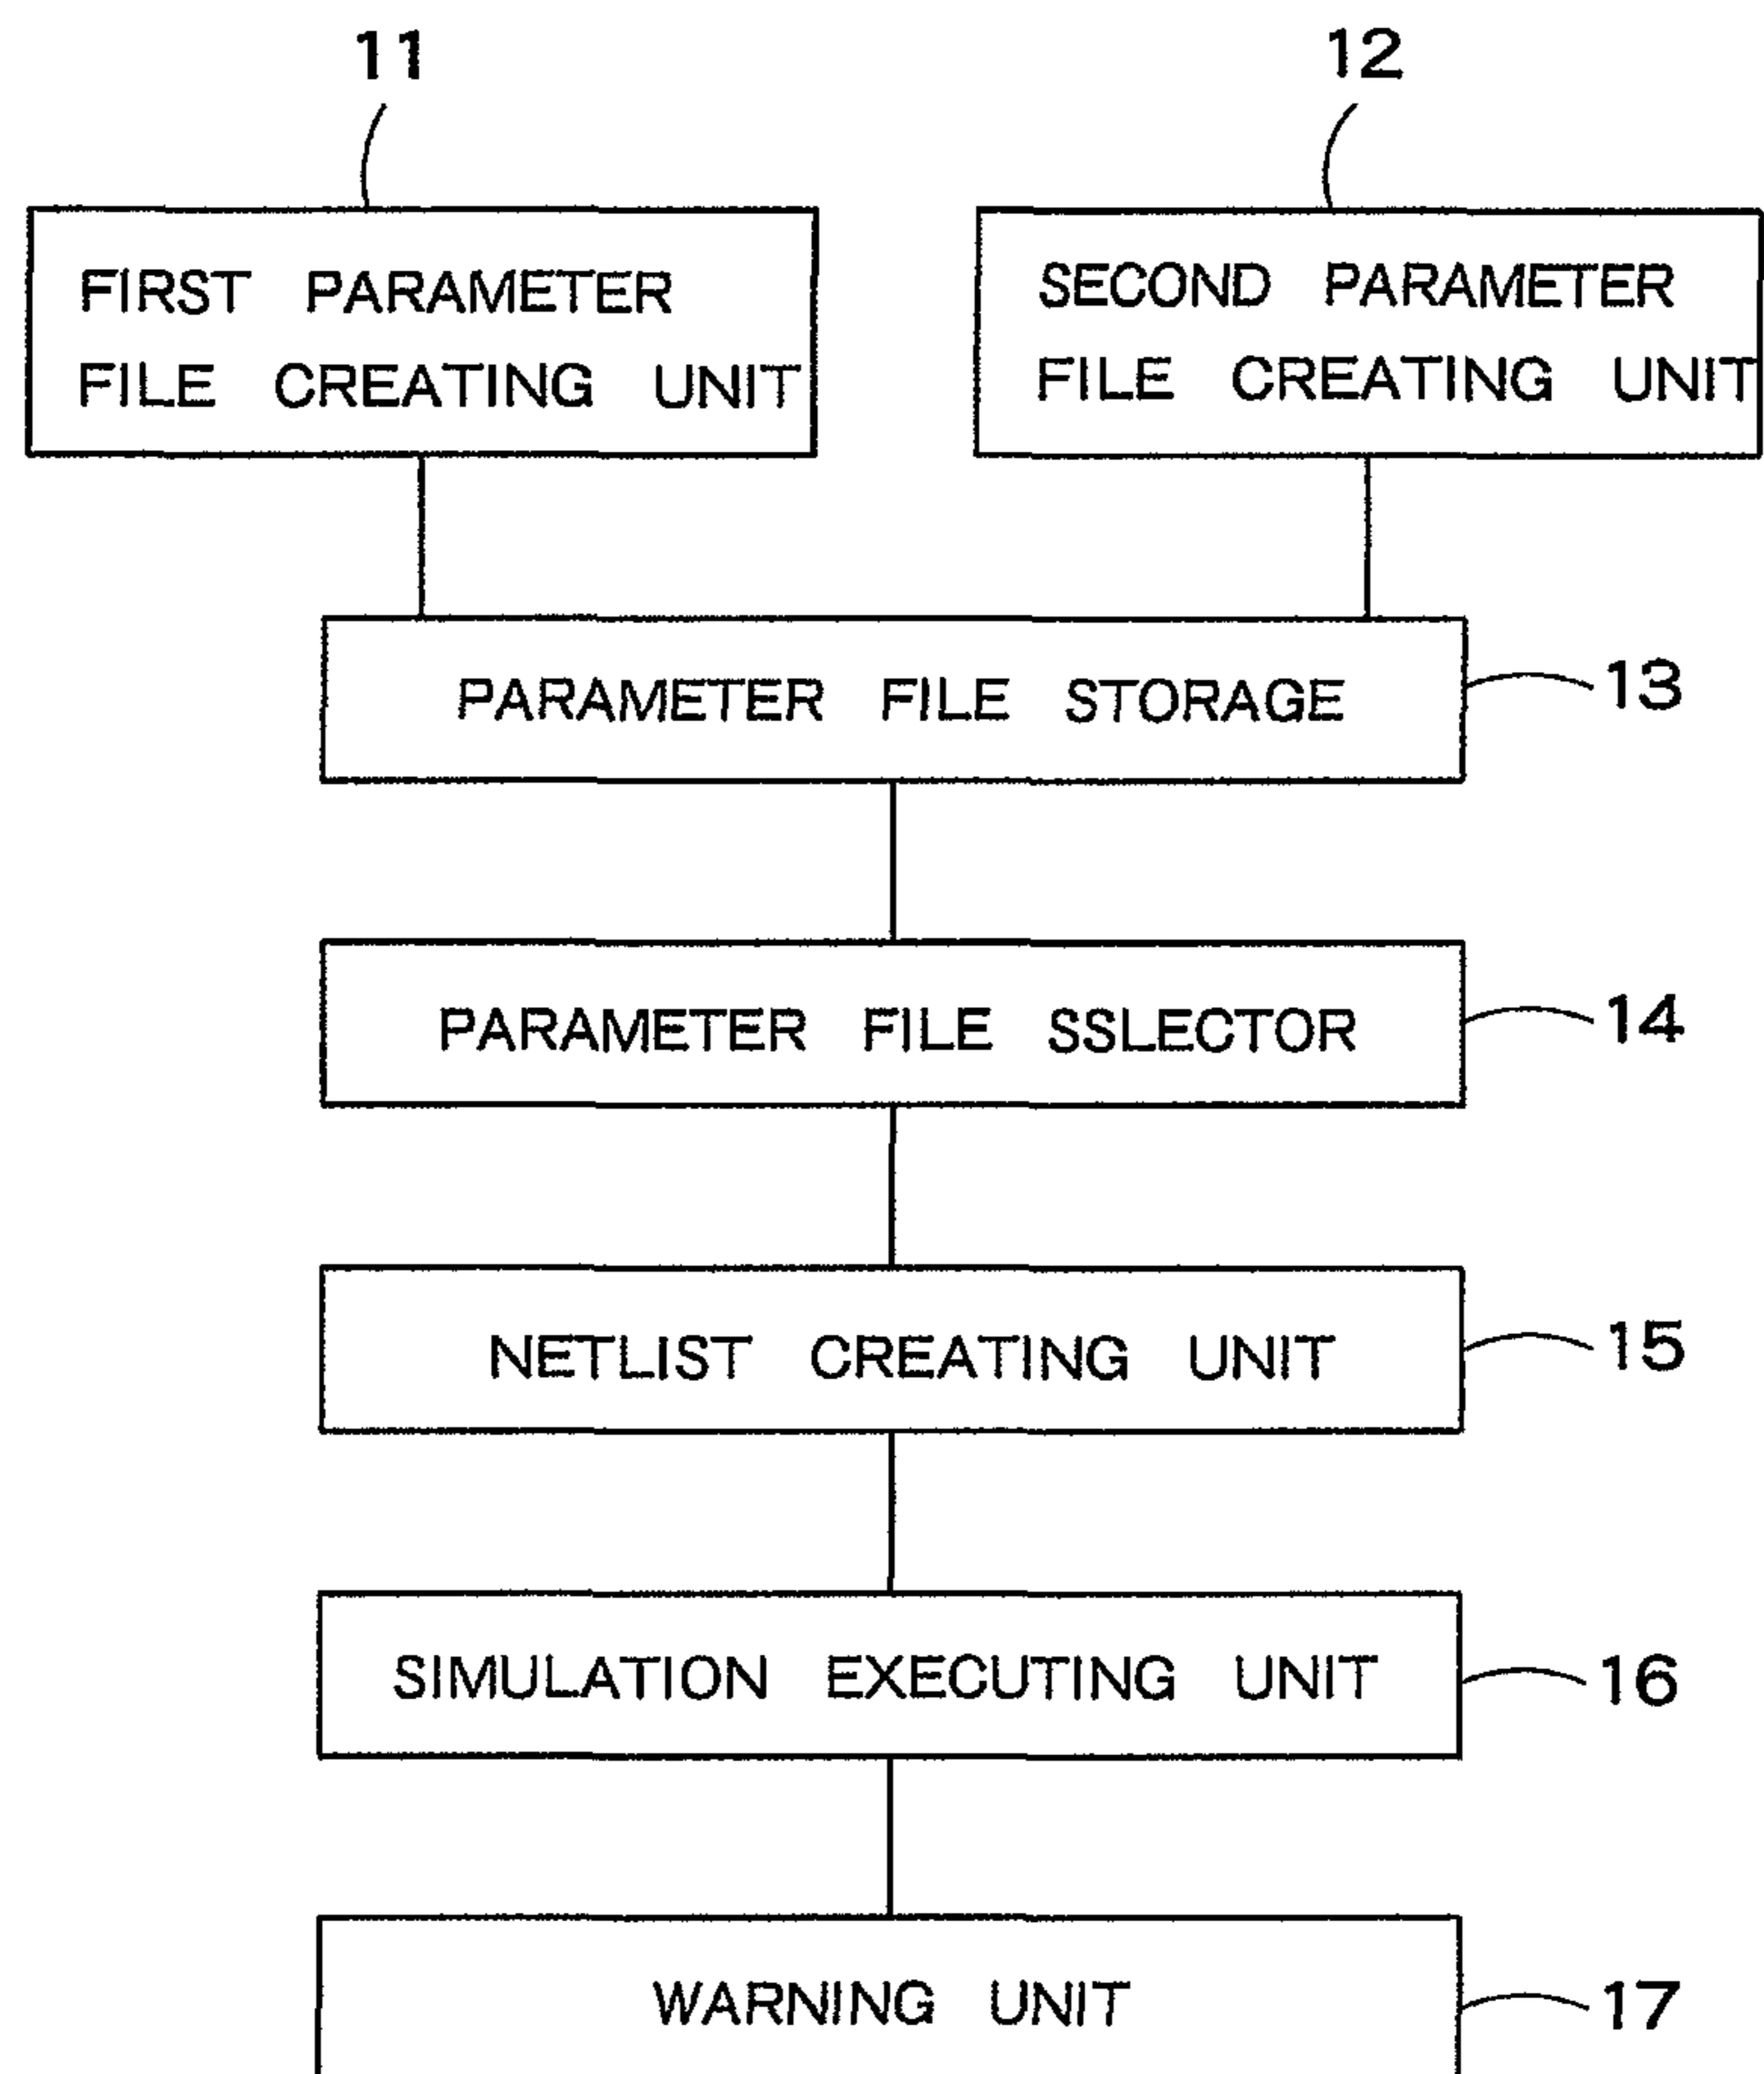 11
12
FIRST PARAMETER
FILE CREATING UNIT
SECOND PARAMETER
FILE CREATING UNIT
PARAMETER FILE STORAGE
13
PARAMETER FILE SSLECTOR
14
NETLIST CREATING UNIT
15
SIMULATION EXECUTING UNIT
16
WARNING UNIT
17